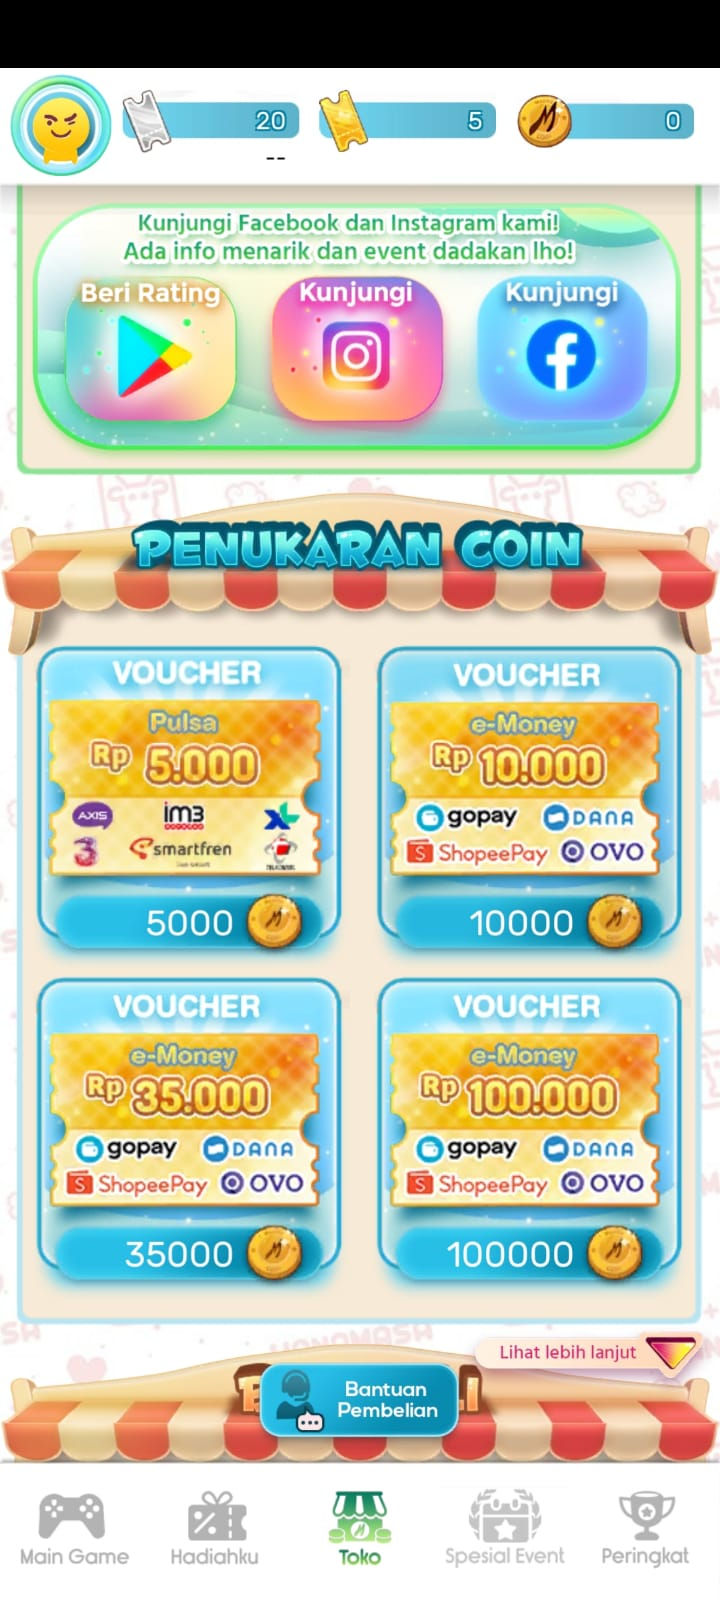 20
5
0
--
Kunjungi Facebook dan Instagram kami!
Ada info menarik dan event dadakan lho!
Beri Rating
Kunjungi
Kunjungi
PENUKARAN COIN
VOUCHER
Pulsa
Rp 5.000
AXIS
im3
XL
3
smartfren
5000
VOUCHER
e-Money
Rp 10.000
gopay
DANA
ShopeePay
OVO
10000
VOUCHER
e-Money
Rp 35.000
gopay
DANA
ShopeePay
OVO
35000
VOUCHER
e-Money
Rp 100.000
gopay
DANA
ShopeePay
OVO
100000
HANAMASA
Lihat lebih lanjut
Bantuan
Pembelian
Main Game
Hadiahku
Toko
Spesial Event
Peringkat